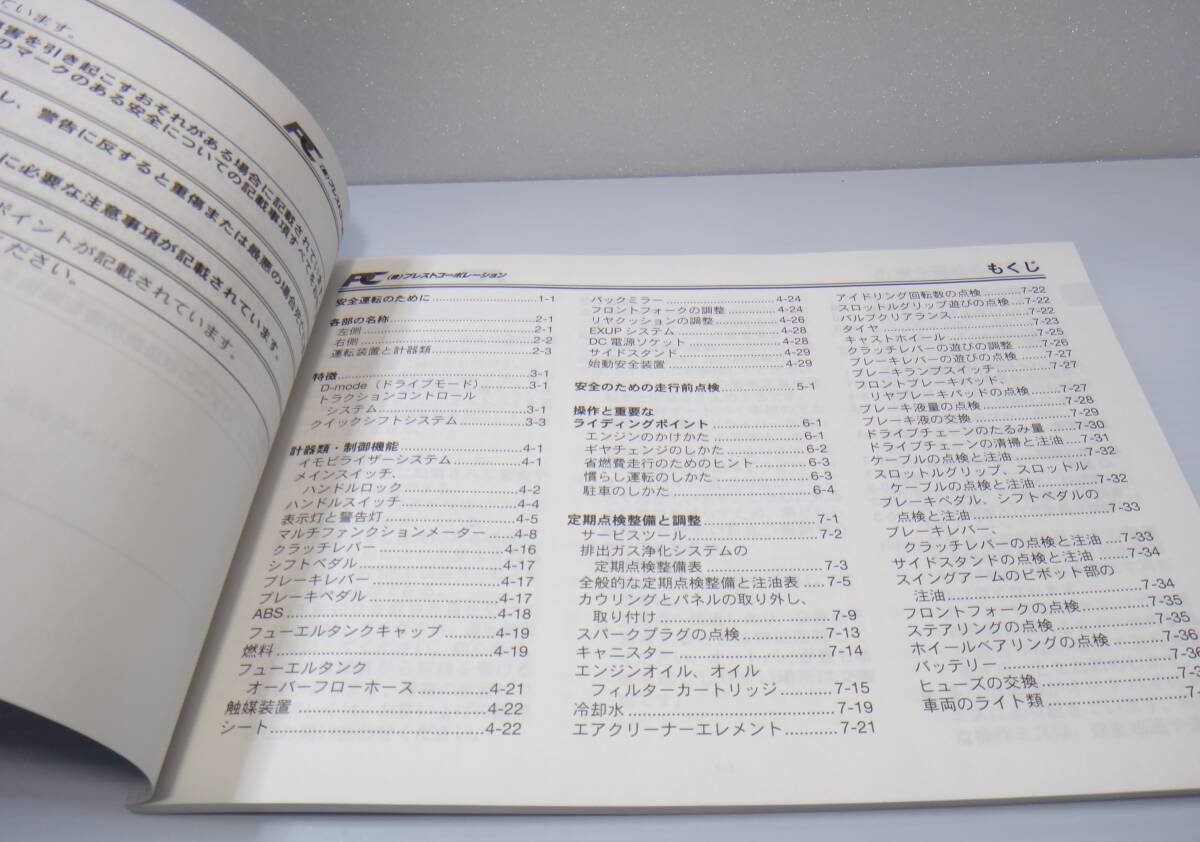 います。
害を引き起こすおそれがある場合に記載されてい
のマークのある安全についての記載事項すべて
し、警告に反すると重傷または最悪の場合死亡
に必要な注意事項が記載されています。
ポイントが記載されています。
ださい。
(株)プレストコーポレーション
もくじ
安全運転のために 1-1
各部の名称 2-1
左側 2-1
右側 2-2
運転装置と計器類 2-3
特徴 3-1
D-mode（ドライブモード） 3-1
トラクションコントロール
システム 3-1
クイックシフトシステム 3-3
計器類・制御機能 4-1
イモビライザーシステム 4-1
メインスイッチ、
ハンドルロック 4-2
ハンドルスイッチ 4-4
表示灯と警告灯 4-5
マルチファンクションメーター 4-8
クラッチレバー 4-16
シフトペダル 4-17
ブレーキレバー 4-17
ブレーキペダル 4-17
ABS 4-18
フューエルタンクキャップ 4-19
燃料 4-19
フューエルタンク
オーバーフローホース 4-21
触媒装置 4-22
シート 4-22
バックミラー 4-24
フロントフォークの調整 4-24
リヤクッションの調整 4-26
EXUP システム 4-28
DC 電源ソケット 4-28
サイドスタンド 4-29
始動安全装置 4-29
安全のための走行前点検 5-1
操作と重要な
ライディングポイント 6-1
エンジンのかけかた 6-1
ギヤチェンジのしかた 6-2
省燃費走行のためのヒント 6-3
慣らし運転のしかた 6-3
駐車のしかた 6-4
定期点検整備と調整 7-1
サービスツール 7-2
排出ガス浄化システムの
定期点検整備表 7-3
全般的な定期点検整備と注油表 7-5
カウリングとパネルの取り外し、
取り付け 7-9
スパークプラグの点検 7-13
キャニスター 7-14
エンジンオイル、オイル
フィルターカートリッジ 7-15
冷却水 7-19
エアクリーナーエレメント 7-21
アイドリング回転数の点検 7-22
スロットルグリップ遊びの点検 7-22
バルブクリアランス 7-22
タイヤ 7-23
キャストホイール 7-25
クラッチレバーの遊びの調整 7-26
ブレーキレバーの遊びの点検 7-27
ブレーキランプスイッチ 7-27
フロントブレーキパッド、
リヤブレーキパッドの点検 7-27
ブレーキ液量の点検 7-28
ブレーキ液の交換 7-29
ドライブチェーンのたるみ量 7-30
ドライブチェーンの清掃と注油 7-31
ケーブルの点検と注油 7-32
スロットルグリップ、スロットル
ケーブルの点検と注油 7-32
ブレーキペダル、シフトペダルの
点検と注油 7-33
ブレーキレバー、
クラッチレバーの点検と注油 7-33
サイドスタンドの点検と注油 7-34
スイングアームのピボット部の
注油 7-34
フロントフォークの点検 7-35
ステアリングの点検 7-35
ホイールベアリングの点検 7-36
バッテリー 7-36
ヒューズの交換 7-3
車両のライト類 7-